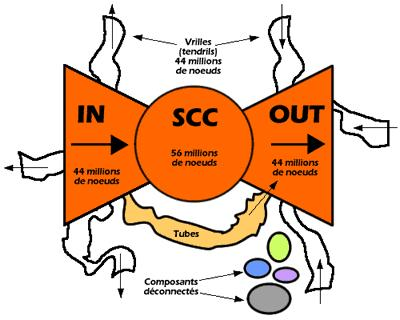 Vrilles
(tendrils)
44 millions
de noeuds
IN
44 millions
de noeuds
SCC
56 millions
de noeuds
OUT
44 millions
de noeuds
Tubes
Composants
déconnectés